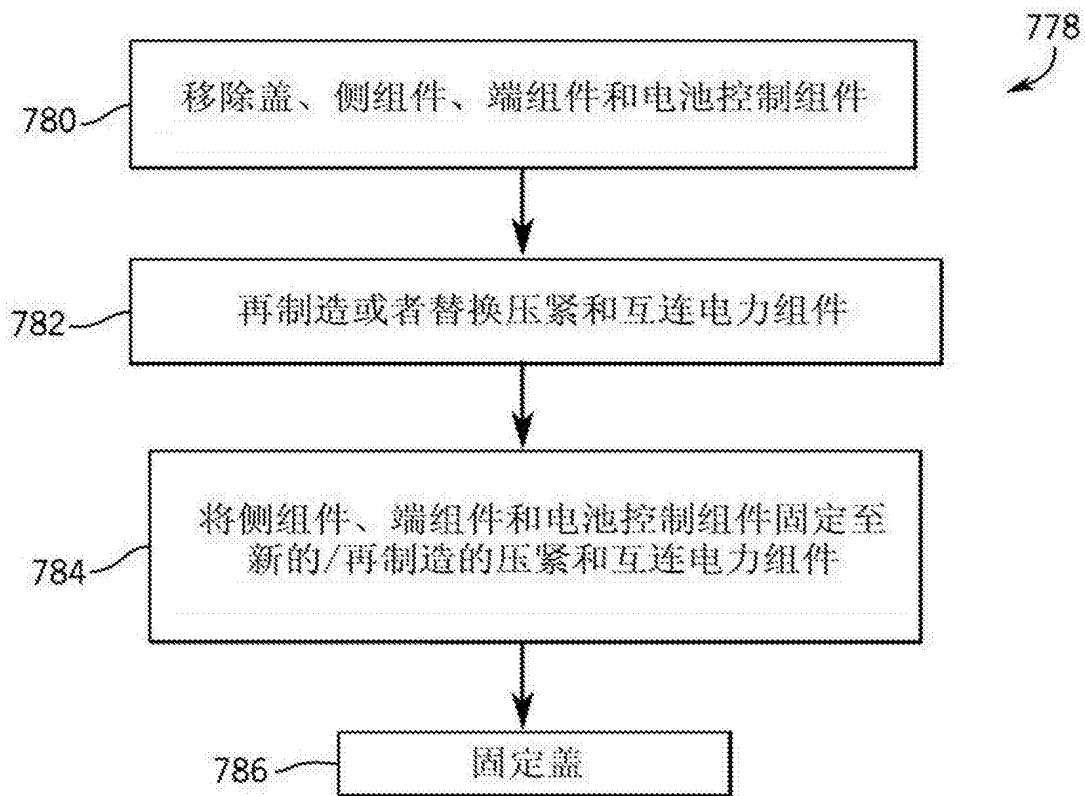 778
780
移除盖、侧组件、端组件和电池控制组件
782
再制造或者替换压紧和互连电力组件
784
将侧组件、端组件和电池控制组件固定至
新的/再制造的压紧和互连电力组件
786
固定盖